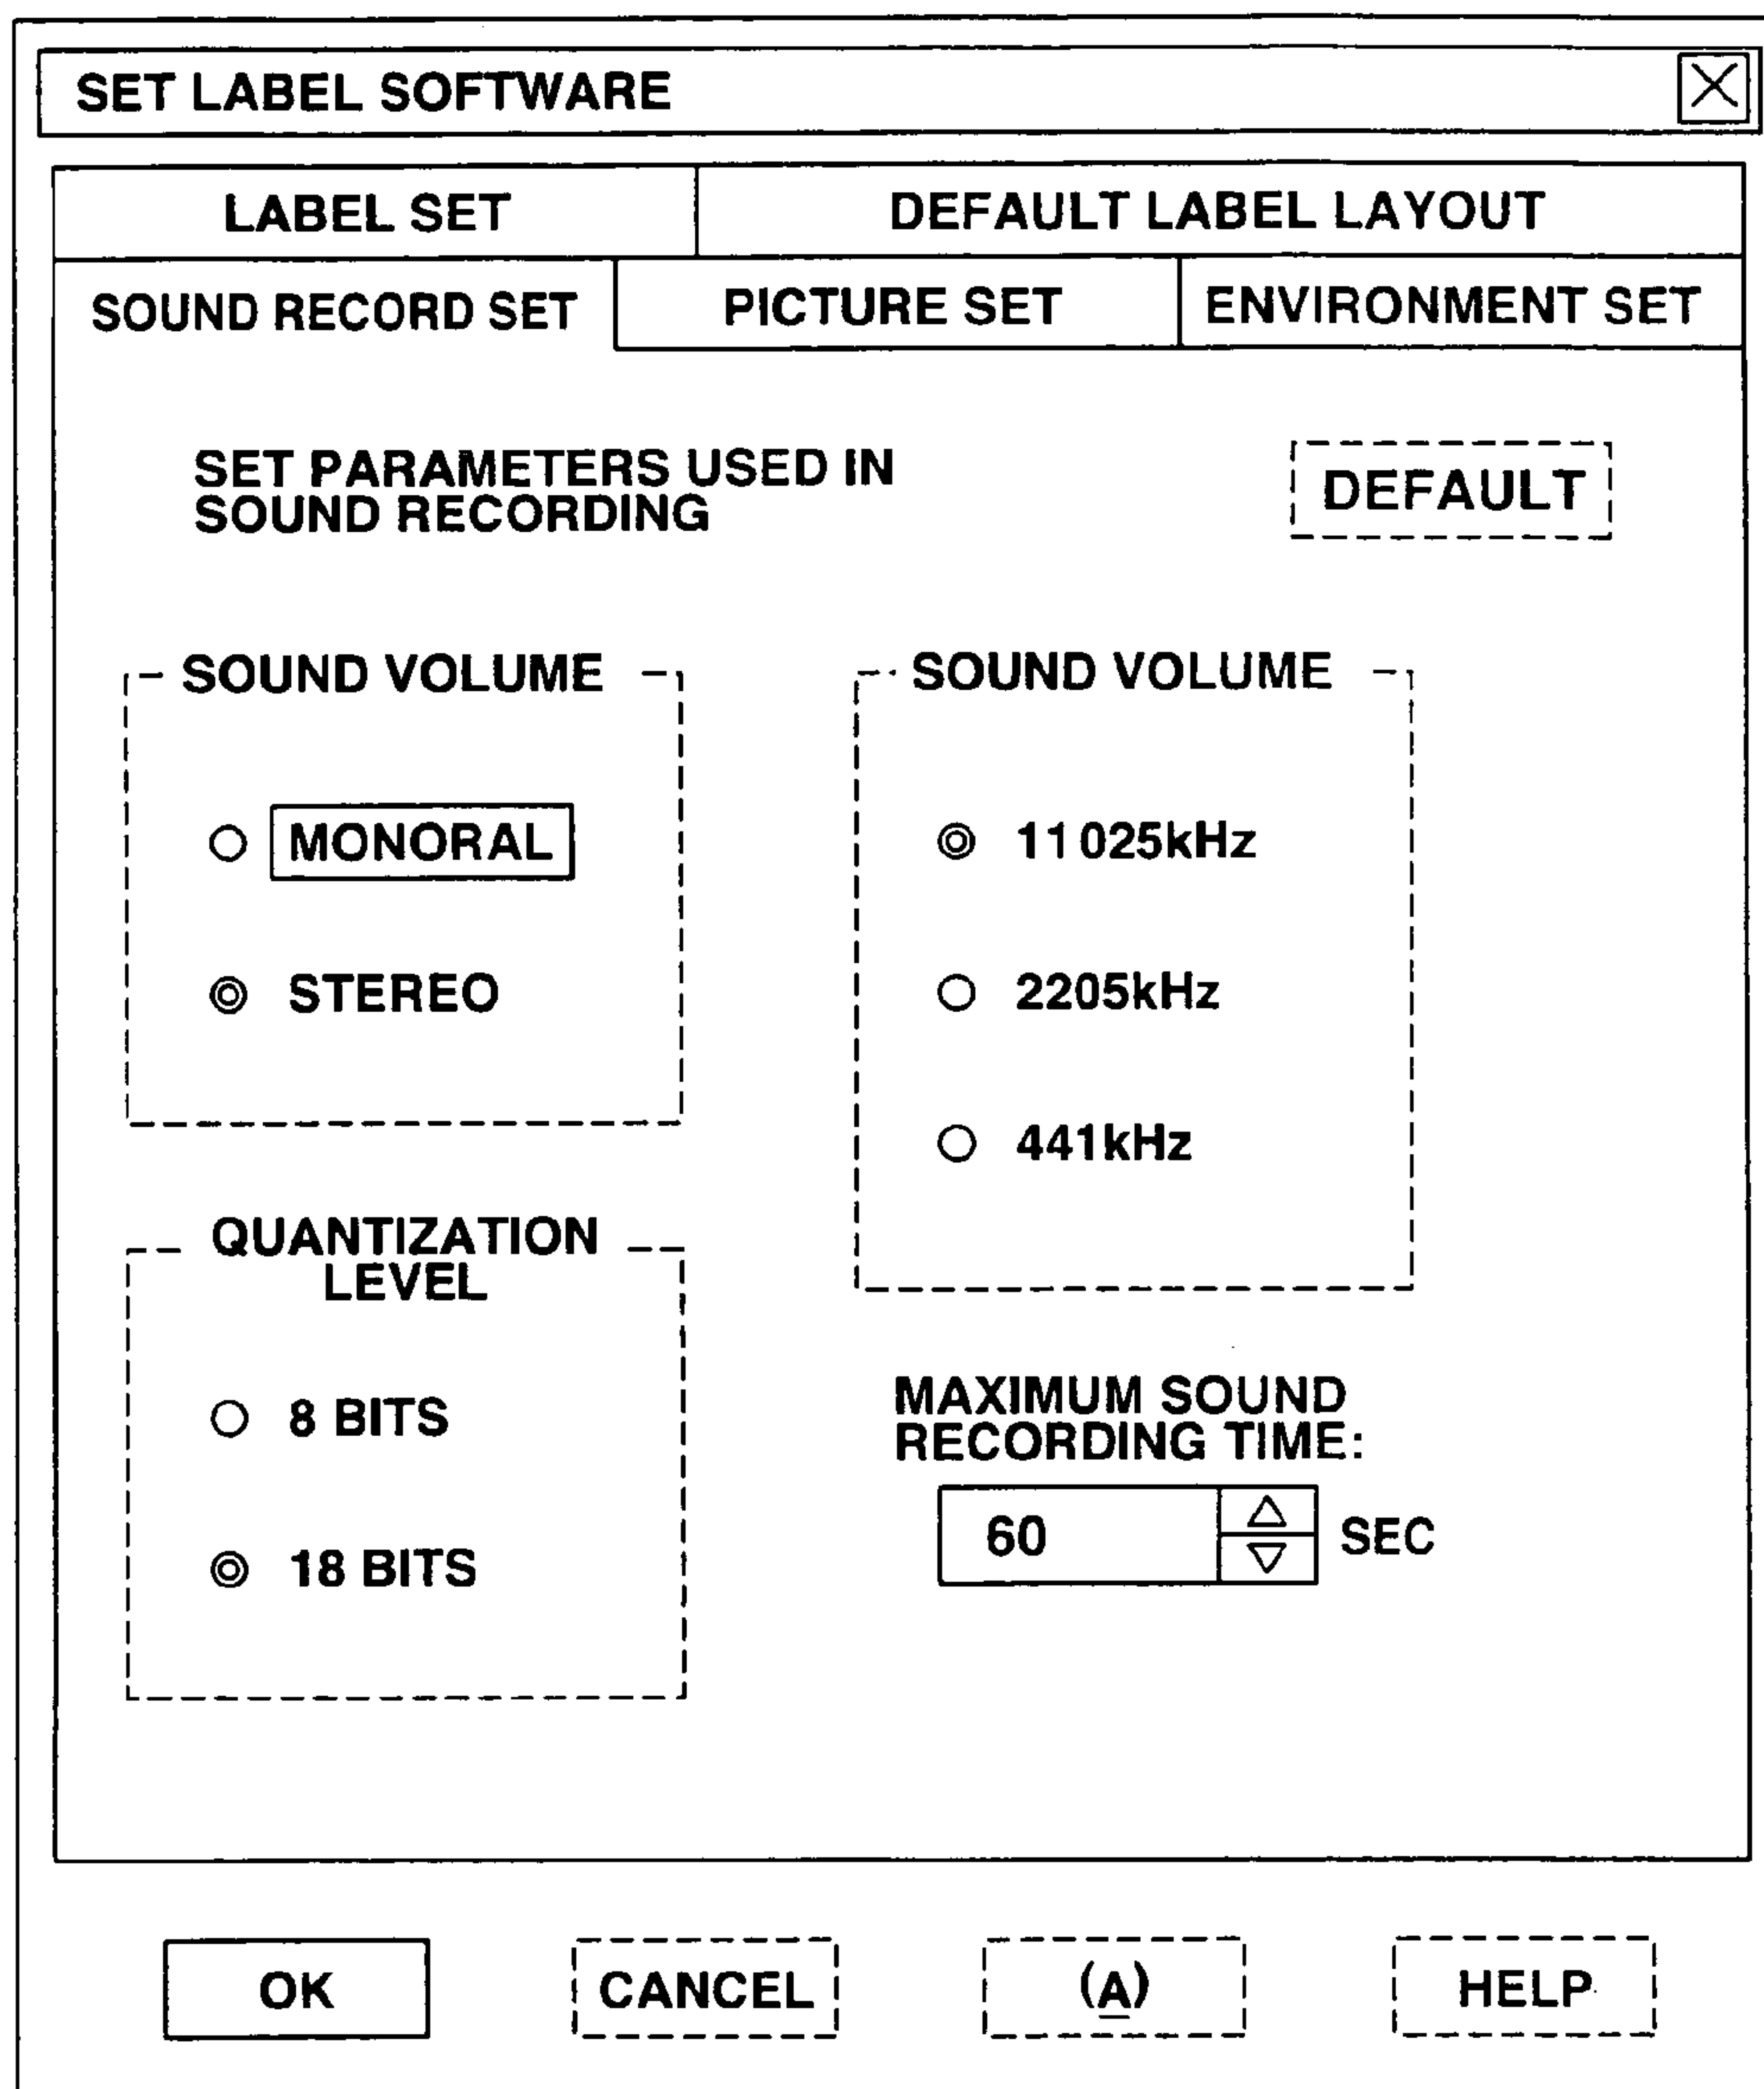 SET LABEL SOFTWARE
LABEL SET
DEFAULT LABEL LAYOUT
SOUND RECORD SET
PICTURE SET
ENVIRONMENT SET
SET PARAMETERS USED IN
SOUND RECORDING
DEFAULT
SOUND VOLUME
MONORAL
STEREO
SOUND VOLUME
11025kHz
2205kHz
441kHz
QUANTIZATION
LEVEL
8 BITS
18 BITS
MAXIMUM SOUND
RECORDING TIME:
60 SEC
OK
CANCEL
(A)
HELP